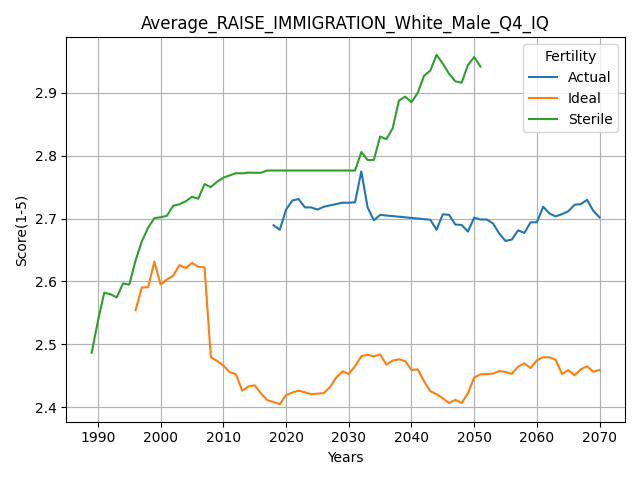 Average_RAISE_IMMIGRATION_White_Male_Q4_IQ
Fertility
Actual
Ideal
Sterile
Score(1-5)
2.9
2.8
2.7
2.6
2.5
2.4
1990 2000 2010 2020 2030 2040 2050 2060 2070
Years